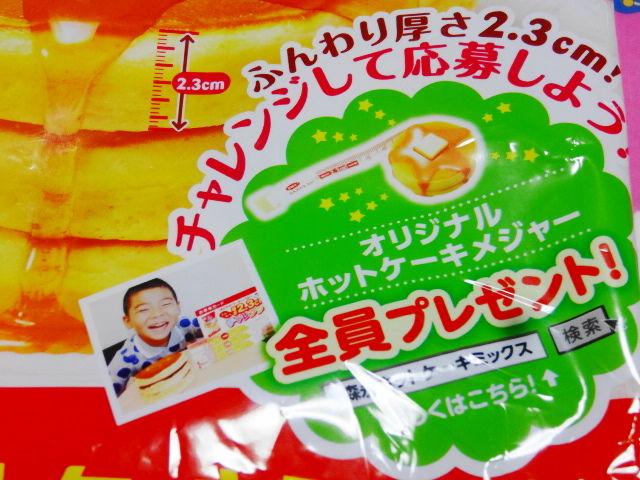 ふんわり厚さ2.3cm!
チャレンジして応募しよう!
2.3cm
オリジナル
ホットケーキメジャー
全員プレゼント!
ホットケーキミックス
検索
くはこちら!